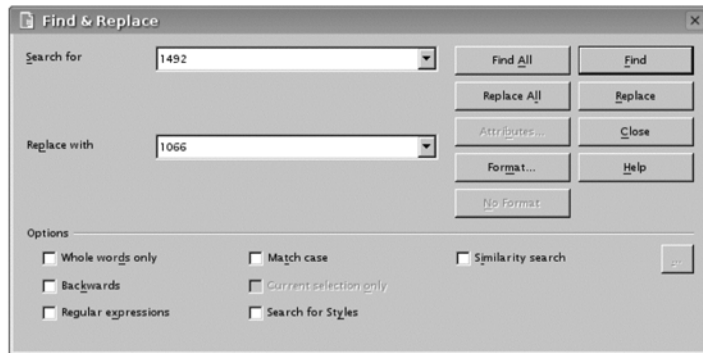 Find & Replace
Search for
1492
Find All
Find
Replace All
Replace
Attributes...
Close
Replace with
1066
Format...
Help
No Format
Options
Whole words only
Match case
Similarity search
...
Backwards
Current selection only
Regular expressions
Search for Styles